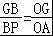 GB/BP = OG/OA